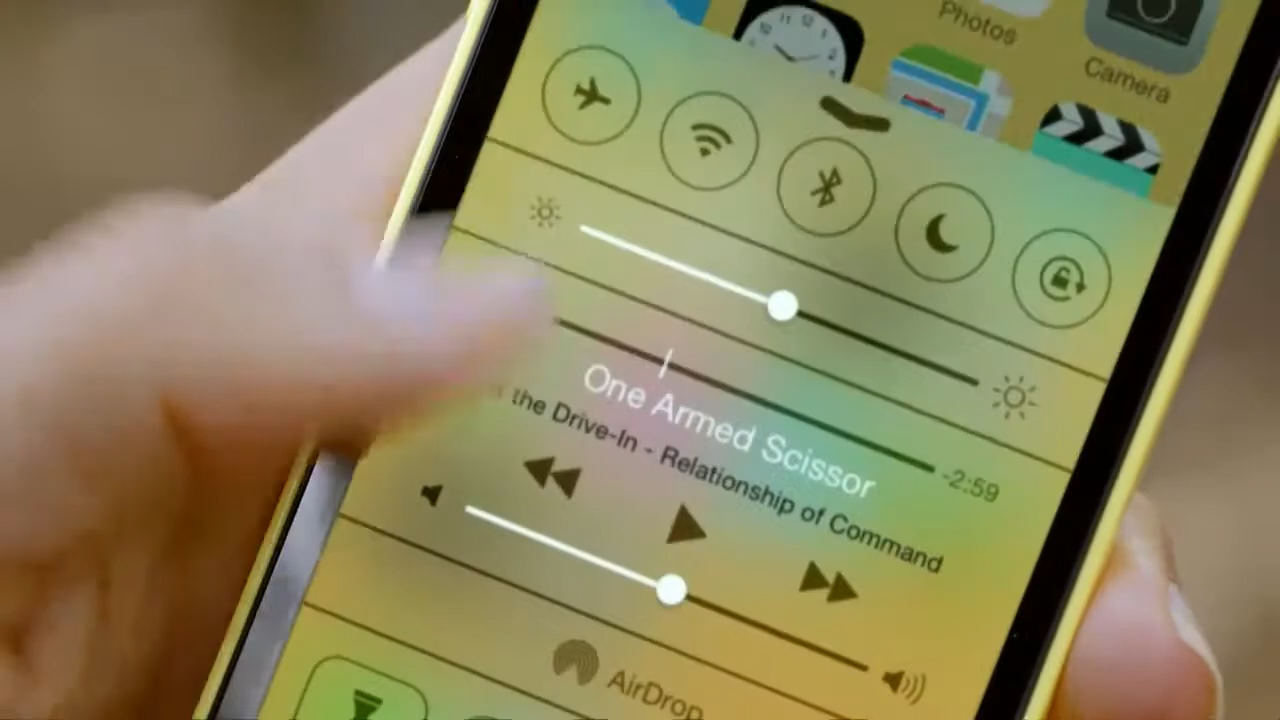 Photos
Camera
One Armed Scissor
-2:59
the Drive-In - Relationship of Command
AirDrop